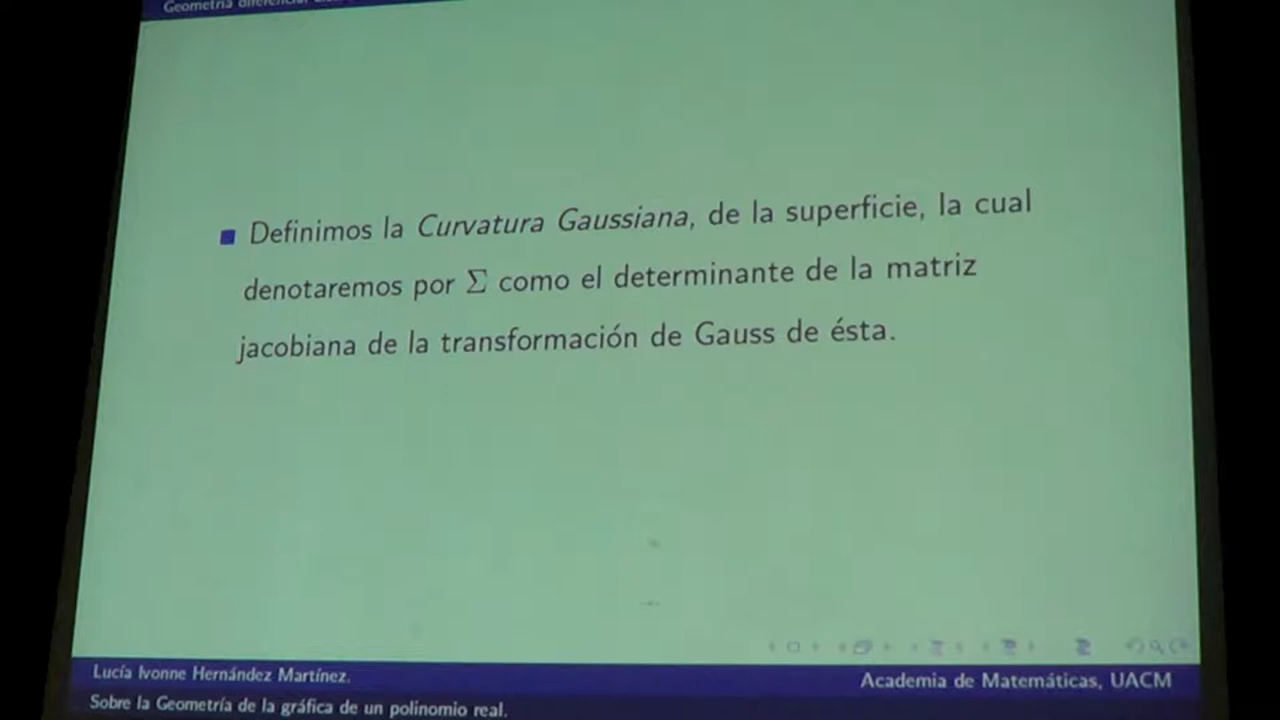 Geometría diferencial
■ Definimos la Curvatura Gaussiana, de la superficie, la cual
denotaremos por Σ como el determinante de la matriz
jacobiana de la transformación de Gauss de ésta.
Lucía Ivonne Hernández Martínez.
Academia de Matemáticas, UACM
Sobre la Geometría de la gráfica de un polinomio real.